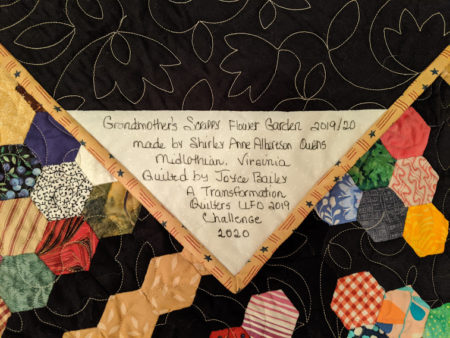 Grandmother's Scrappy Flower Garden 2019/20
made by Shirley Anne Albertson Owens
Midlothian, Virginia
Quilted by Joyce Bailey
A Transformation
Quilters UFO 2019
Challenge
2020